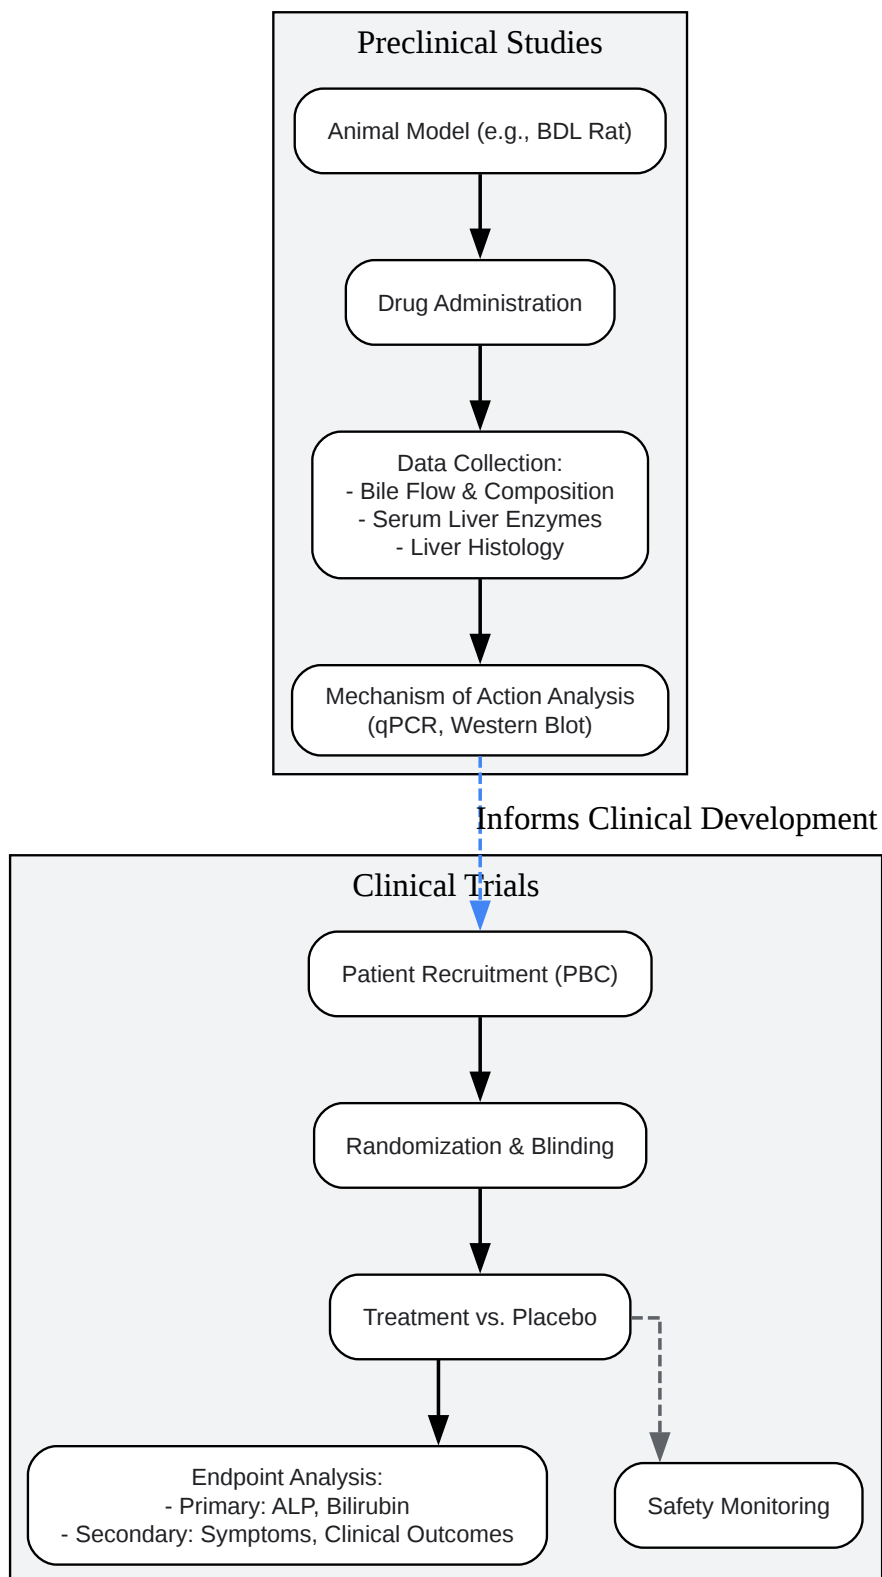 Preclinical Studies
Animal Model (e.g., BDL Rat)
Drug Administration
Data Collection:
- Bile Flow & Composition
- Serum Liver Enzymes
- Liver Histology
Mechanism of Action Analysis
(qPCR, Western Blot)
Informs Clinical Development
Clinical Trials
Patient Recruitment (PBC)
Randomization & Blinding
Treatment vs. Placebo
Endpoint Analysis:
- Primary: ALP, Bilirubin
- Secondary: Symptoms, Clinical Outcomes
Safety Monitoring